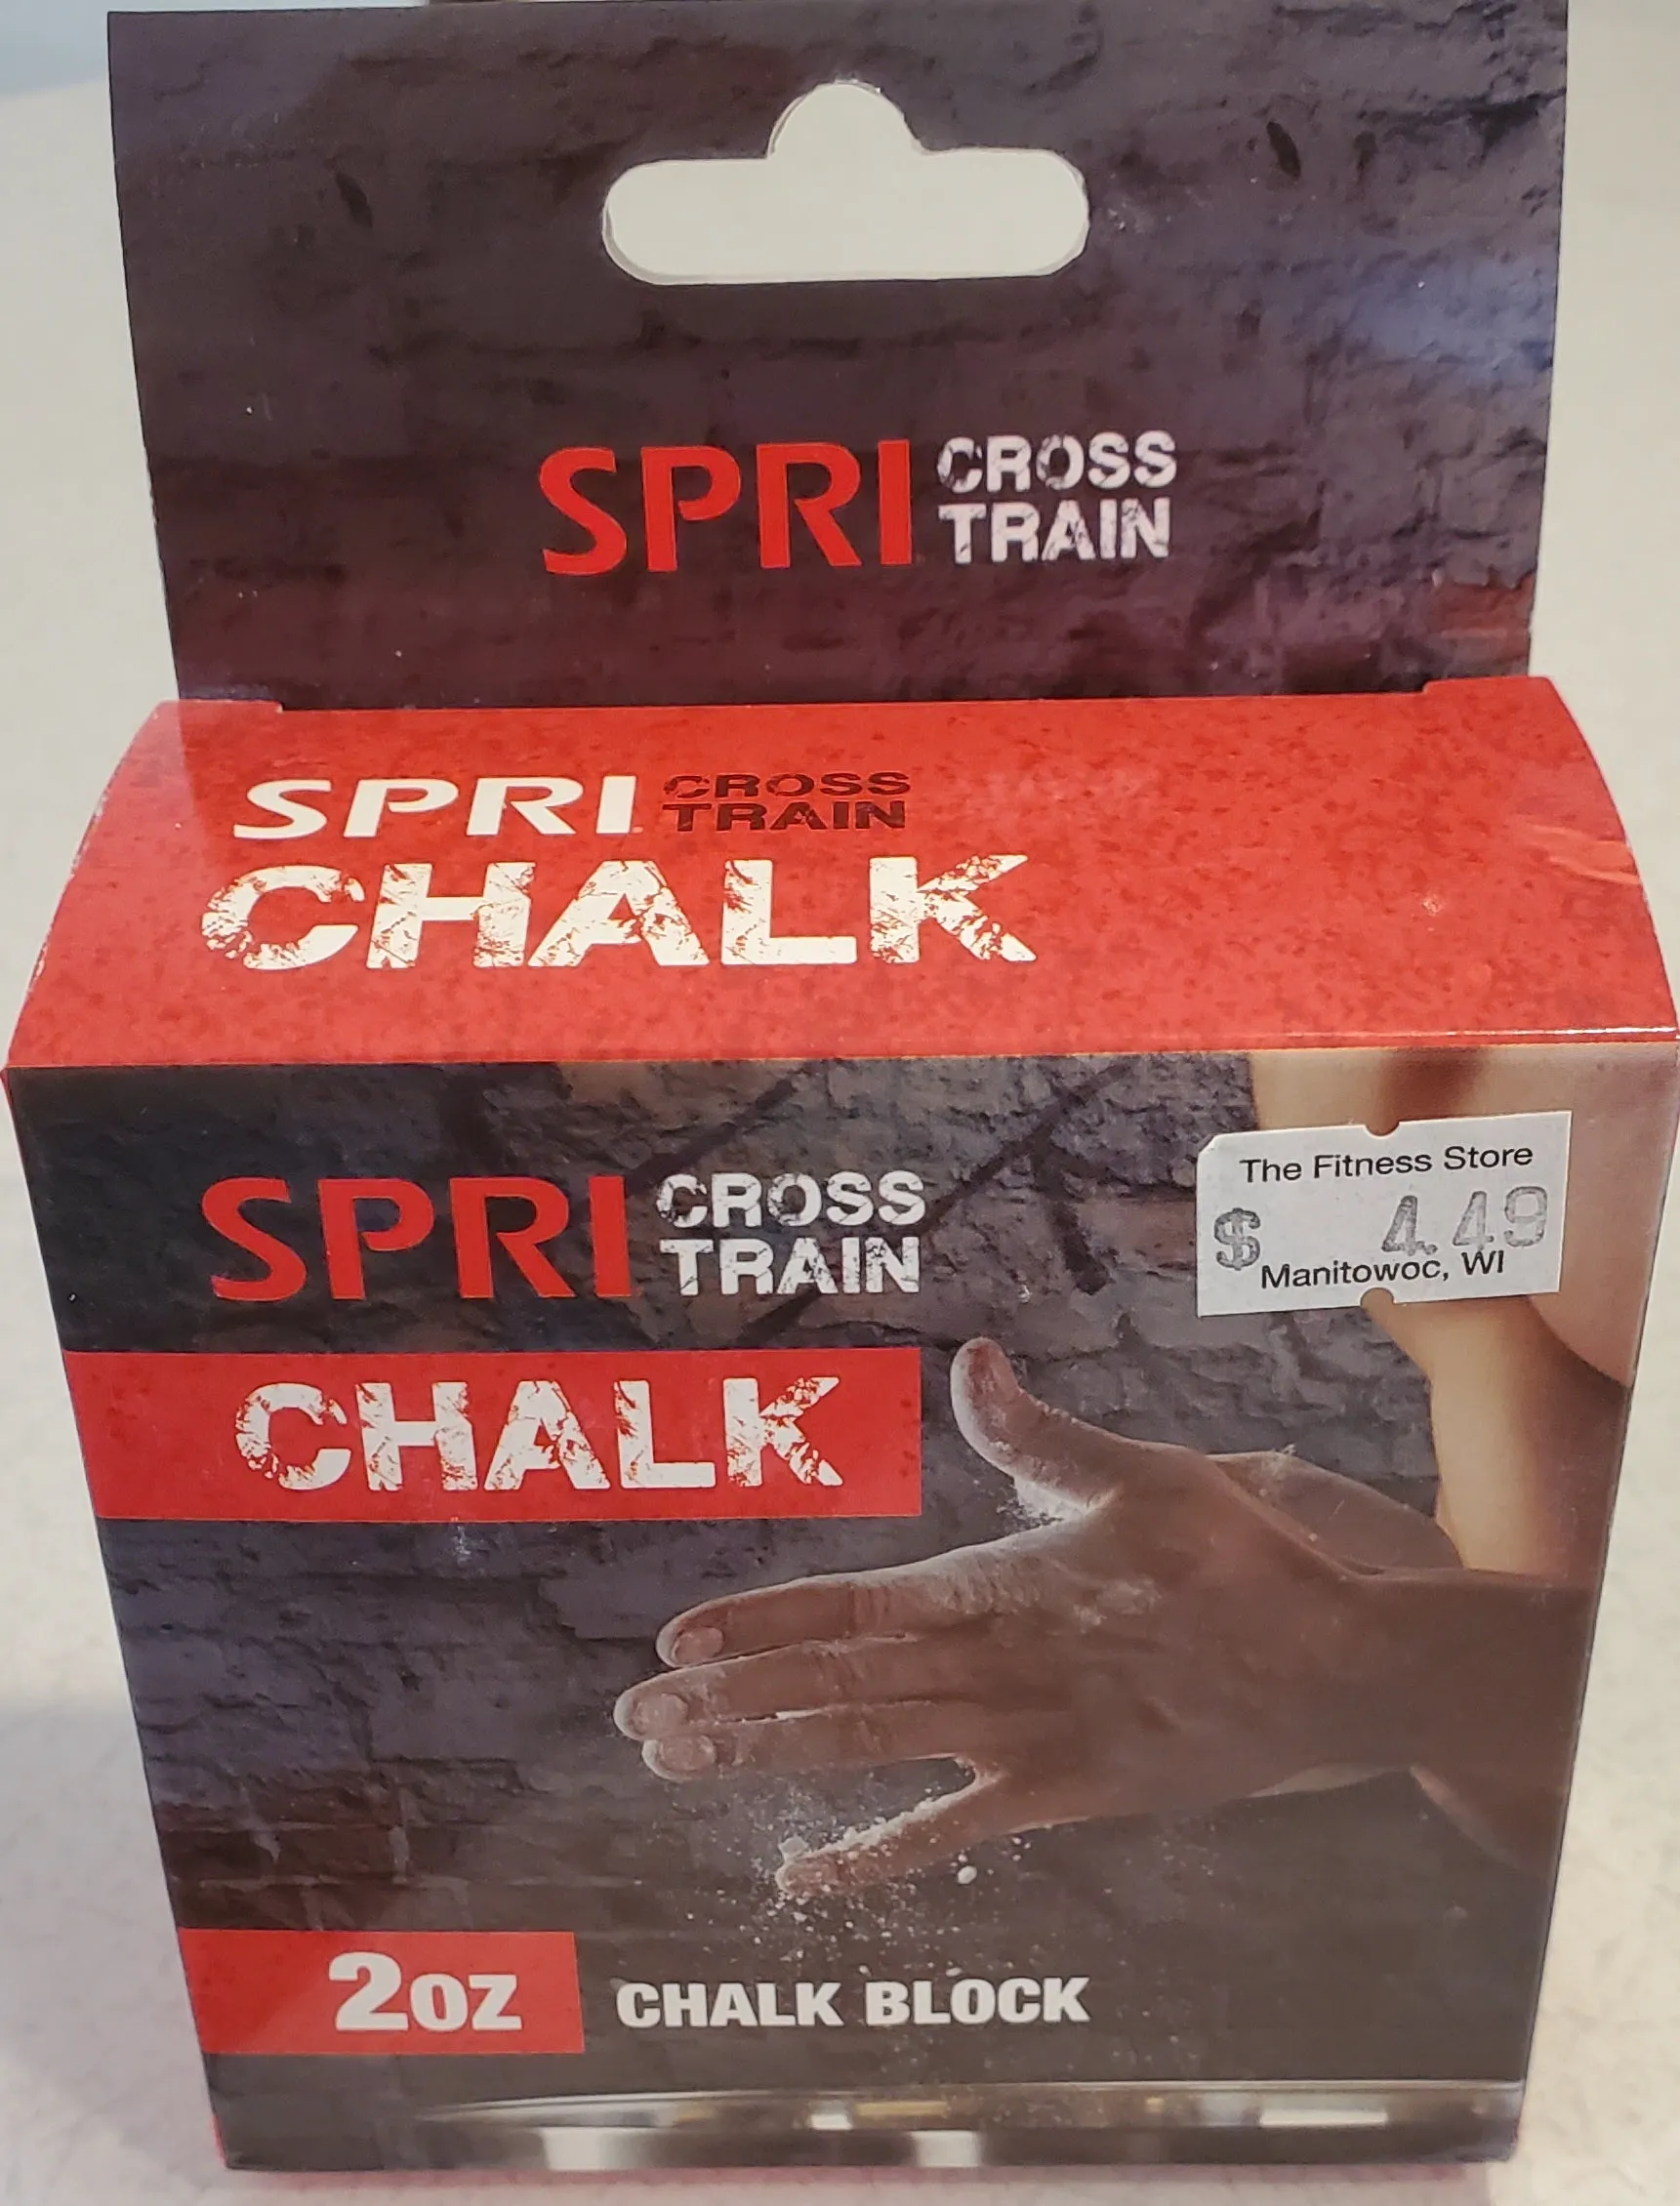 SPRI CROSS TRAIN
SPRI CROSS TRAIN
CHALK
SPRI CROSS TRAIN
The Fitness Store
$ 4.49
Manitowoc, WI
CHALK
2oz CHALK BLOCK